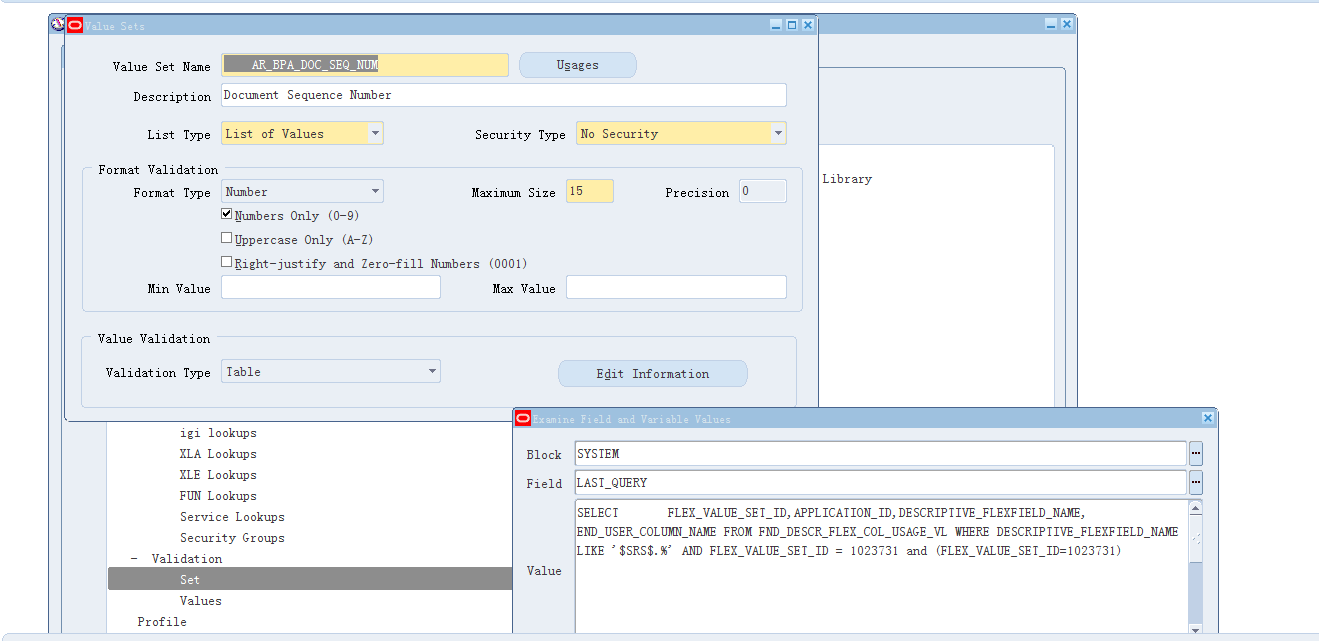 Value Sets
Value Set Name AR_BPA_DOC_SEQ_NUM Usages
Description Document Sequence Number
List Type List of Values Security Type No Security
Format Validation
Format Type Number Maximum Size 15 Precision 0
Numbers Only (0-9)
Uppercase Only (A-Z)
Right-justify and Zero-fill Numbers (0001)
Min Value Max Value
Value Validation
Validation Type Table Edit Information
Library
igi lookups
XLA Lookups
XLE Lookups
FUN Lookups
Service Lookups
Security Groups
- Validation
Set
Values
Profile
Examine Field and Variable Values
Block SYSTEM ...
Field LAST_QUERY ...
Value
SELECT FLEX_VALUE_SET_ID,APPLICATION_ID,DESCRIPTIVE_FLEXFIELD_NAME,
END_USER_COLUMN_NAME FROM FND_DESCR_FLEX_COL_USAGE_VL WHERE DESCRIPTIVE_FLEXFIELD_NAME
LIKE '$SRS$.%' AND FLEX_VALUE_SET_ID = 1023731 and (FLEX_VALUE_SET_ID=1023731)